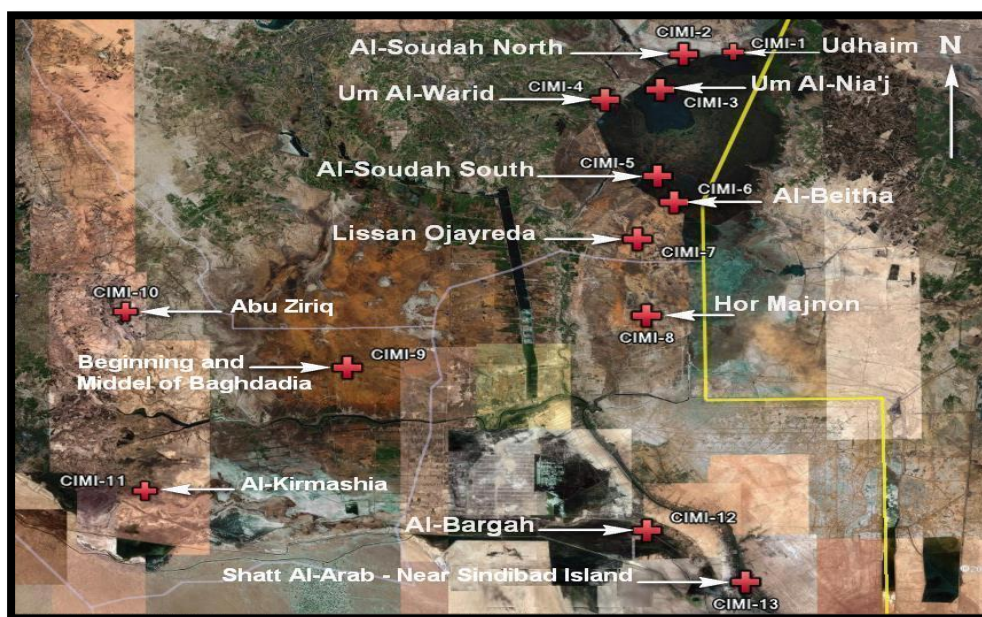 CIMI-2
Al-Soudah North
CIMI-1
Udhaim
N
CIMI-4
Um Al-Warid
Um Al-Nia'j
CIMI-3
Al-Soudah South
CIMI-5
CIMI-6
Al-Beitha
Lissan Ojayreda
CIMI-7
CIMI-10
Abu Ziriq
Hor Majnon
CIMI-8
Beginning and
Middel of Baghdadia
CIMI-9
CIMI-11
Al-Kirmashia
Al-Bargah
CIMI-12
Shatt Al-Arab - Near Sindibad Island
CIMI-13